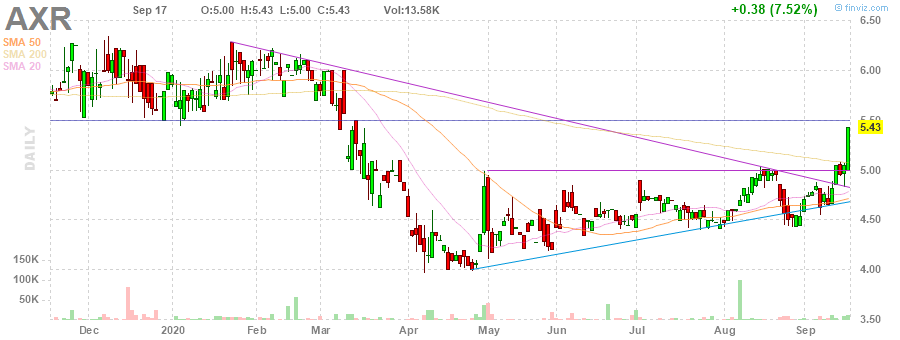 AXR Sep 17 O:5.00 H:5.43 L:5.00 C:5.43 Vol:13.58K +0.38 (7.52%) @ finviz.com
SMA 50
SMA 200
SMA 20
DAILY
6.50
6.00
5.50
5.43
5.00
4.50
4.00
3.50
150K
100K
50K
Dec 2020 Feb Mar Apr May Jun Jul Aug Sep